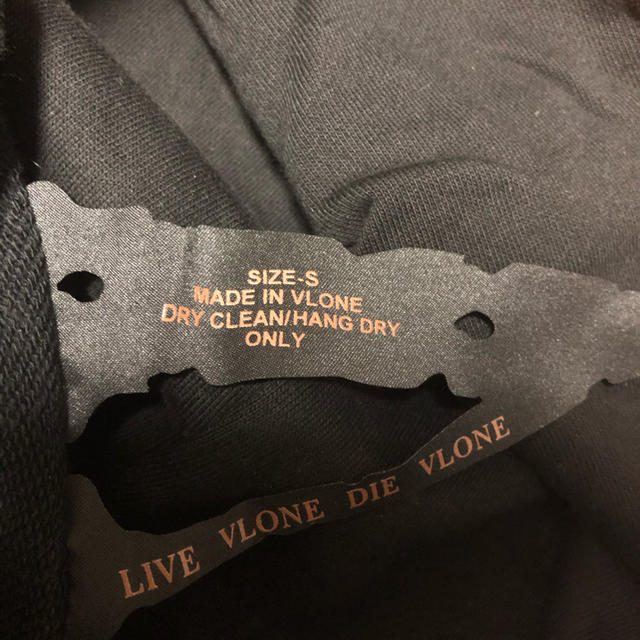 SIZE-S
MADE IN VLONE
DRY CLEAN/HANG DRY
ONLY
LIVE VLONE DIE VLONE